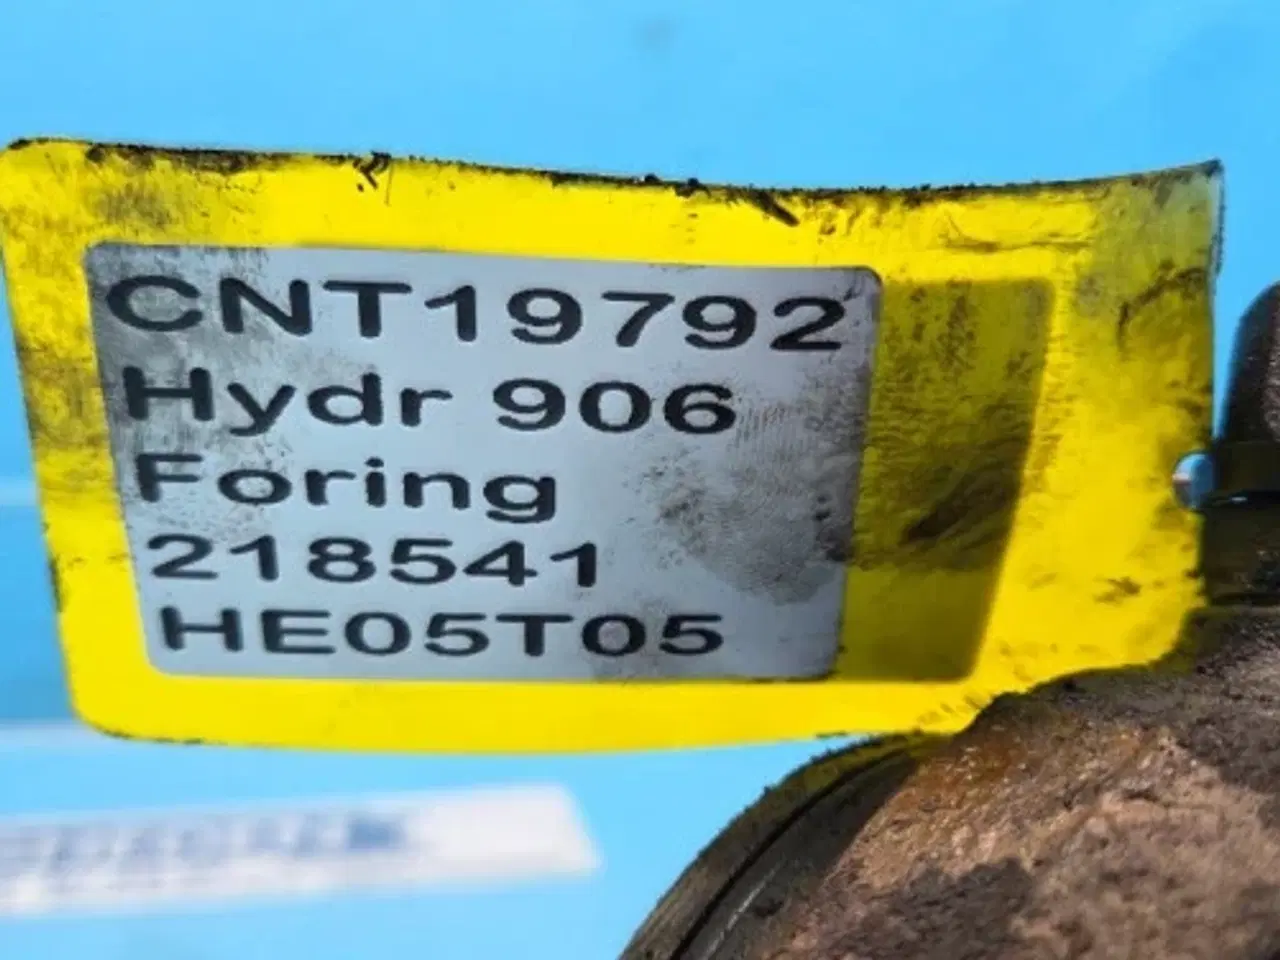 CNT19792
Hydr 906
Foring
218541
HE05T05